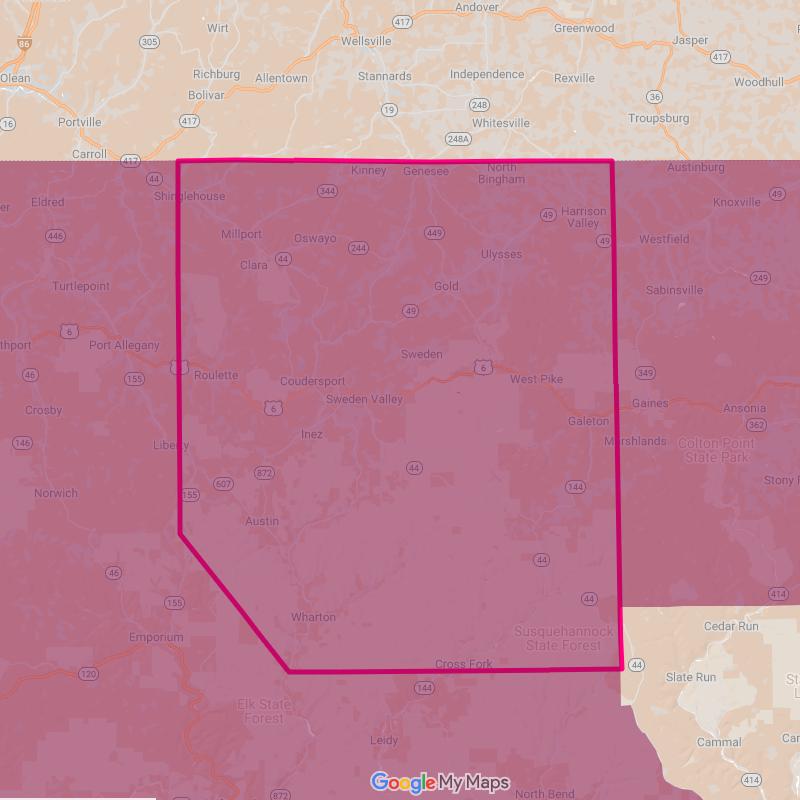 Andover
Wirt
417
Greenwood
305
Wellsville
Jasper
86
417
Olean
Richburg
Allentown
Stannards
Independence
Rexville
Woodhull
Bolivar
36
19
248
Troupsburg
16
Portville
417
Whitesville
248A
Carroll
417
Kinney
Genesee
North
Bingham
Austinburg
44
344
Shinglehouse
49
Eldred
Knoxville
49
Harrison
Valley
446
Millport
Oswayo
244
449
49
Westfield
Clara
44
Ulysses
249
Turtlepoint
Gold
Sabinsville
49
6
Port Allegany
Sweden
6
46
155
Roulette
Coudersport
West Pike
349
Sweden Valley
6
Gaines
Ansonia
Crosby
Galeton
362
146
Liberty
Inez
Marshlands
Colton Point
State Park
44
872
607
144
Stony
Norwich
155
Austin
44
46
414
155
44
Wharton
Cedar Run
Emporium
Susquehannock
State Forest
Cross Fork
44
120
Slate Run
144
Elk State
Forest
Leidy
Cammal
Google My Maps
414
872
North Bend